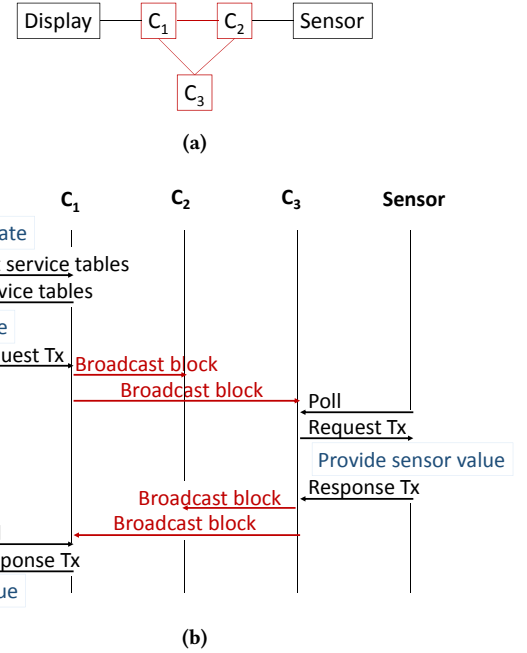 Display C1 C2 Sensor
C3
(a)
C1 C2 C3 Sensor
ate
service tables
vice tables
e
uest Tx Broadcast block
Broadcast block
Poll
Request Tx
Provide sensor value
Response Tx
Broadcast block
Broadcast block
ponse Tx
ue
(b)